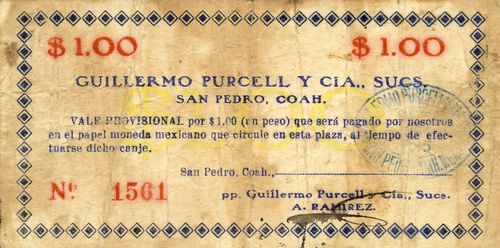 $ 1.00 $ 1.00
GUILLERMO PURCELL Y CíA., SUCS.
SAN PEDRO, COAH.
VALE PROVISIONAL por $ 1.00 (un peso) que será pagado por nosotros
en el papel moneda mexicano que circule en esta plaza, al tiempo de efec-
tuarse dicho canje.
San Pedro, Coah.,
Nº 1561
pp. Guillermo Purcell y Cía., Sucs.
A. RAMIREZ.